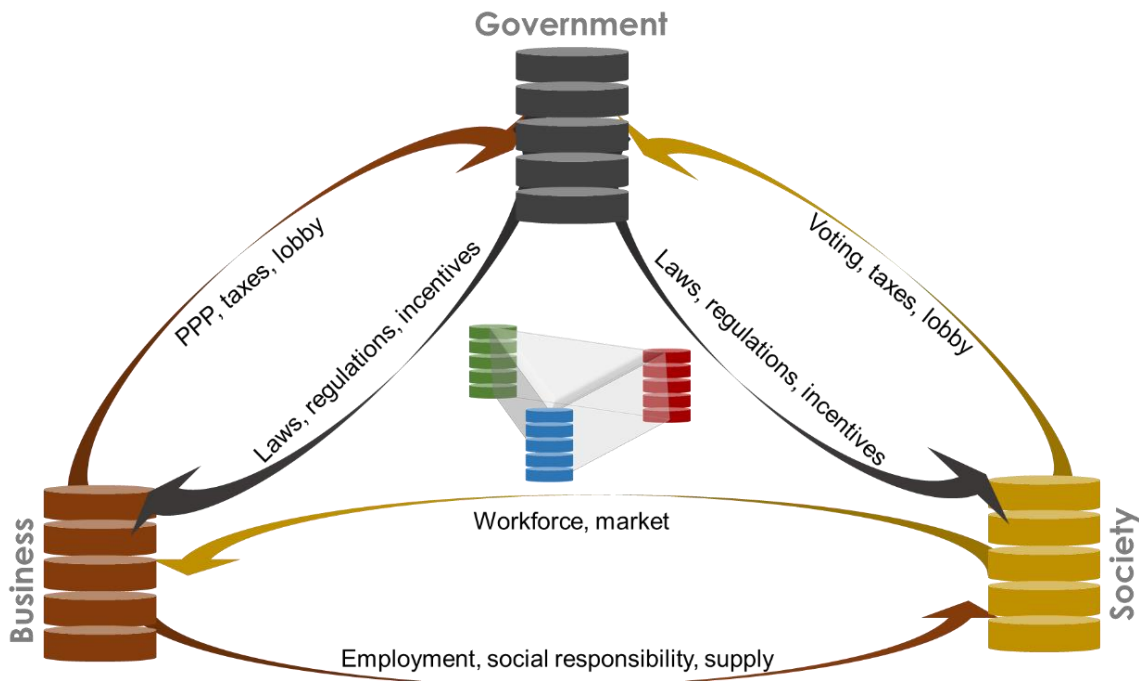 Government
PPP, taxes, lobby
Laws, regulations, incentives
Laws, regulations, incentives
Voting, taxes, lobby
Business
Workforce, market
Society
Employment, social responsibility, supply